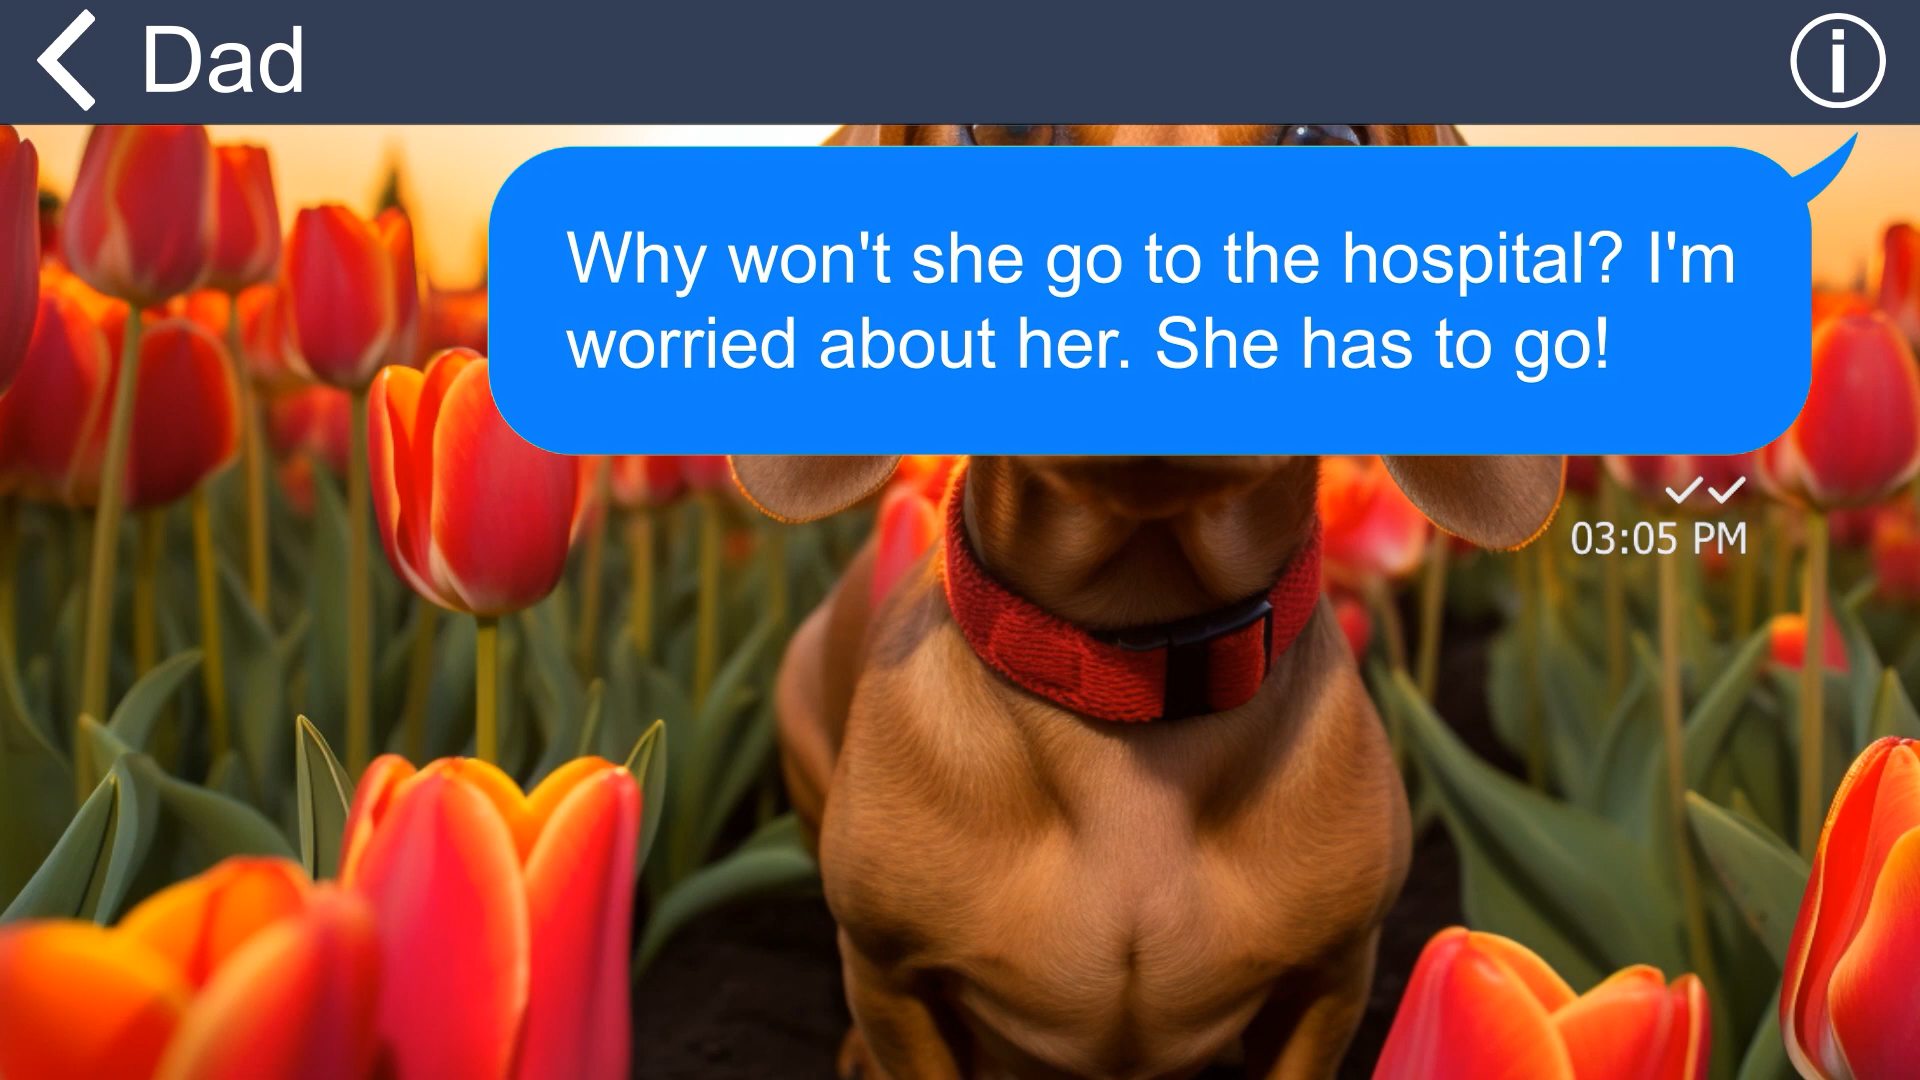 Dad
Why won't she go to the hospital? I'm
worried about her. She has to go!
03:05 PM